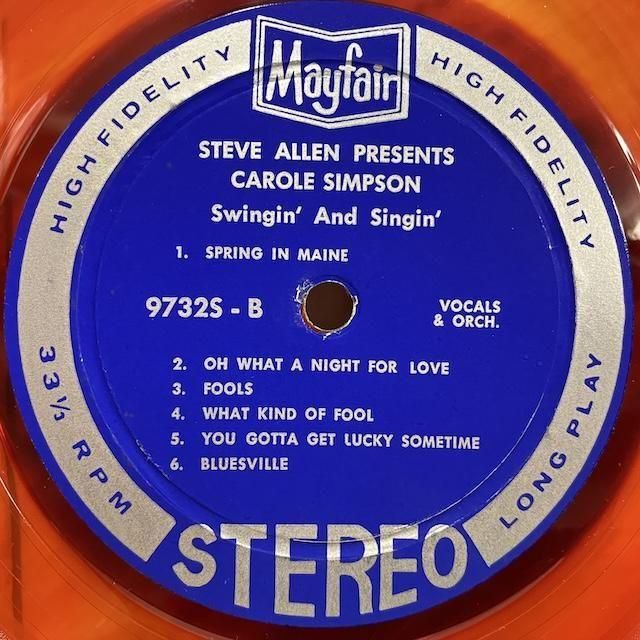 Mayfair
HIGH FIDELITY
HIGH FIDELITY
STEVE ALLEN PRESENTS
CAROLE SIMPSON
Swingin' And Singin'
1. SPRING IN MAINE
9732S - B
VOCALS
& ORCH.
2. OH WHAT A NIGHT FOR LOVE
3. FOOLS
4. WHAT KIND OF FOOL
5. YOU GOTTA GET LUCKY SOMETIME
6. BLUESVILLE
33⅓ RPM
LONG PLAY
STEREO